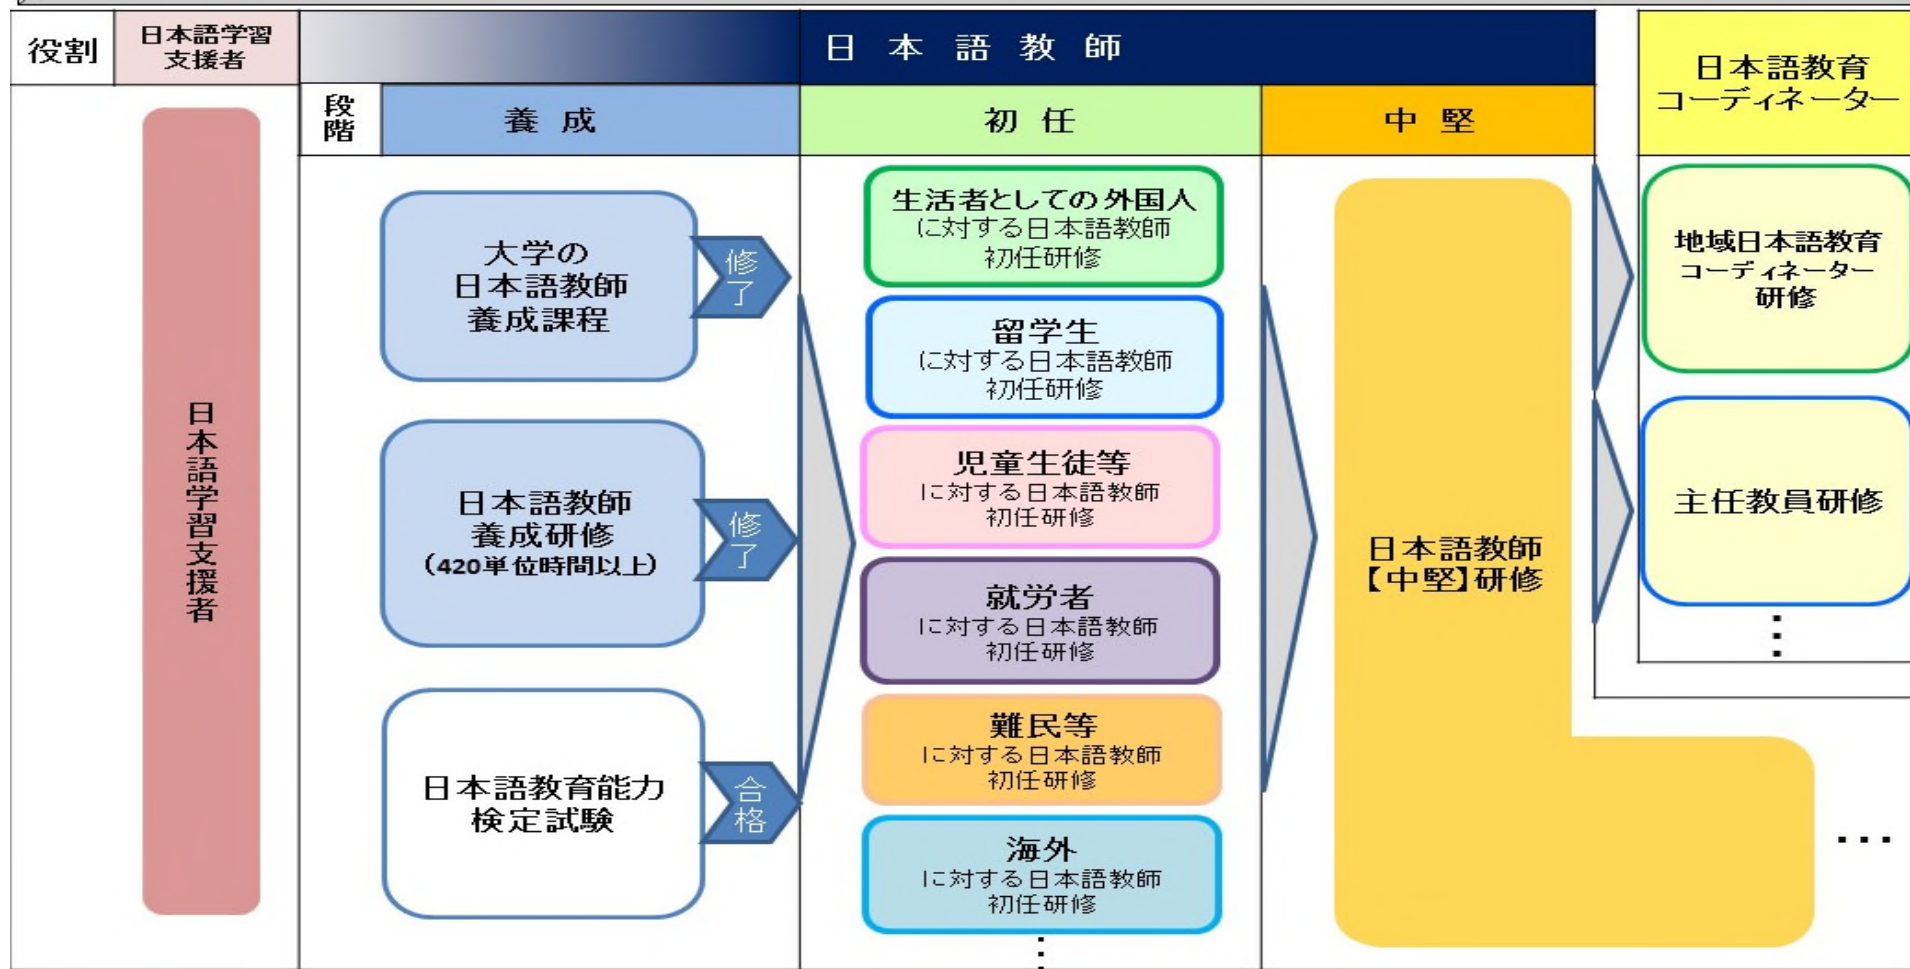 役割
日本語学習
支援者
日本語教師
日本語教育
コーディネーター
段
階
養成
初任
中堅
日本語学習支援者
大学の
日本語教師
養成課程
修
了
日本語教師
養成研修
(420単位時間以上)
修
了
日本語教育能力
検定試験
合
格
生活者としての外国人
に対する日本語教師
初任研修
留学生
に対する日本語教師
初任研修
児童生徒等
に対する日本語教師
初任研修
就労者
に対する日本語教師
初任研修
難民等
に対する日本語教師
初任研修
海外
に対する日本語教師
初任研修
⋮
日本語教師
【中堅】研修
…
地域日本語教育
コーディネーター
研修
主任教員研修
⋮